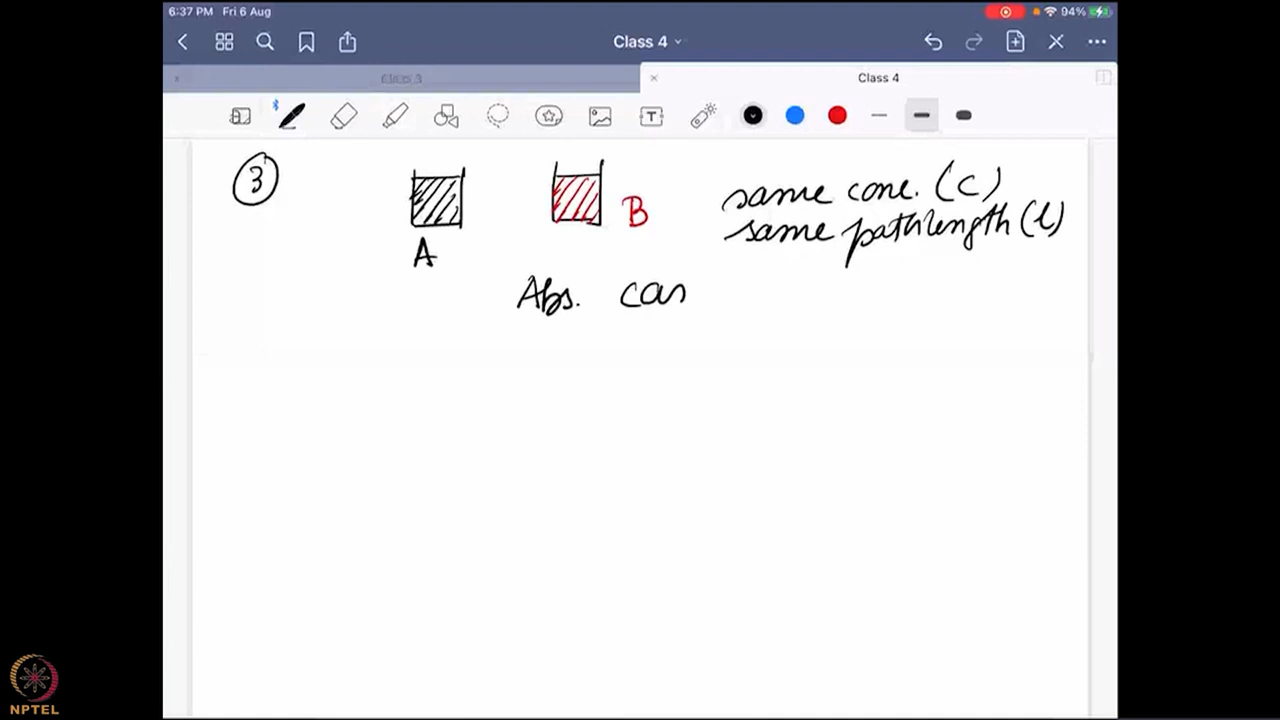 6:37 PM Fri 6 Aug 94%
Class 4
Class 3 Class 4
T
3
A
B
same conc. (c)
same pathlength (l)
Abs. can
NPTEL